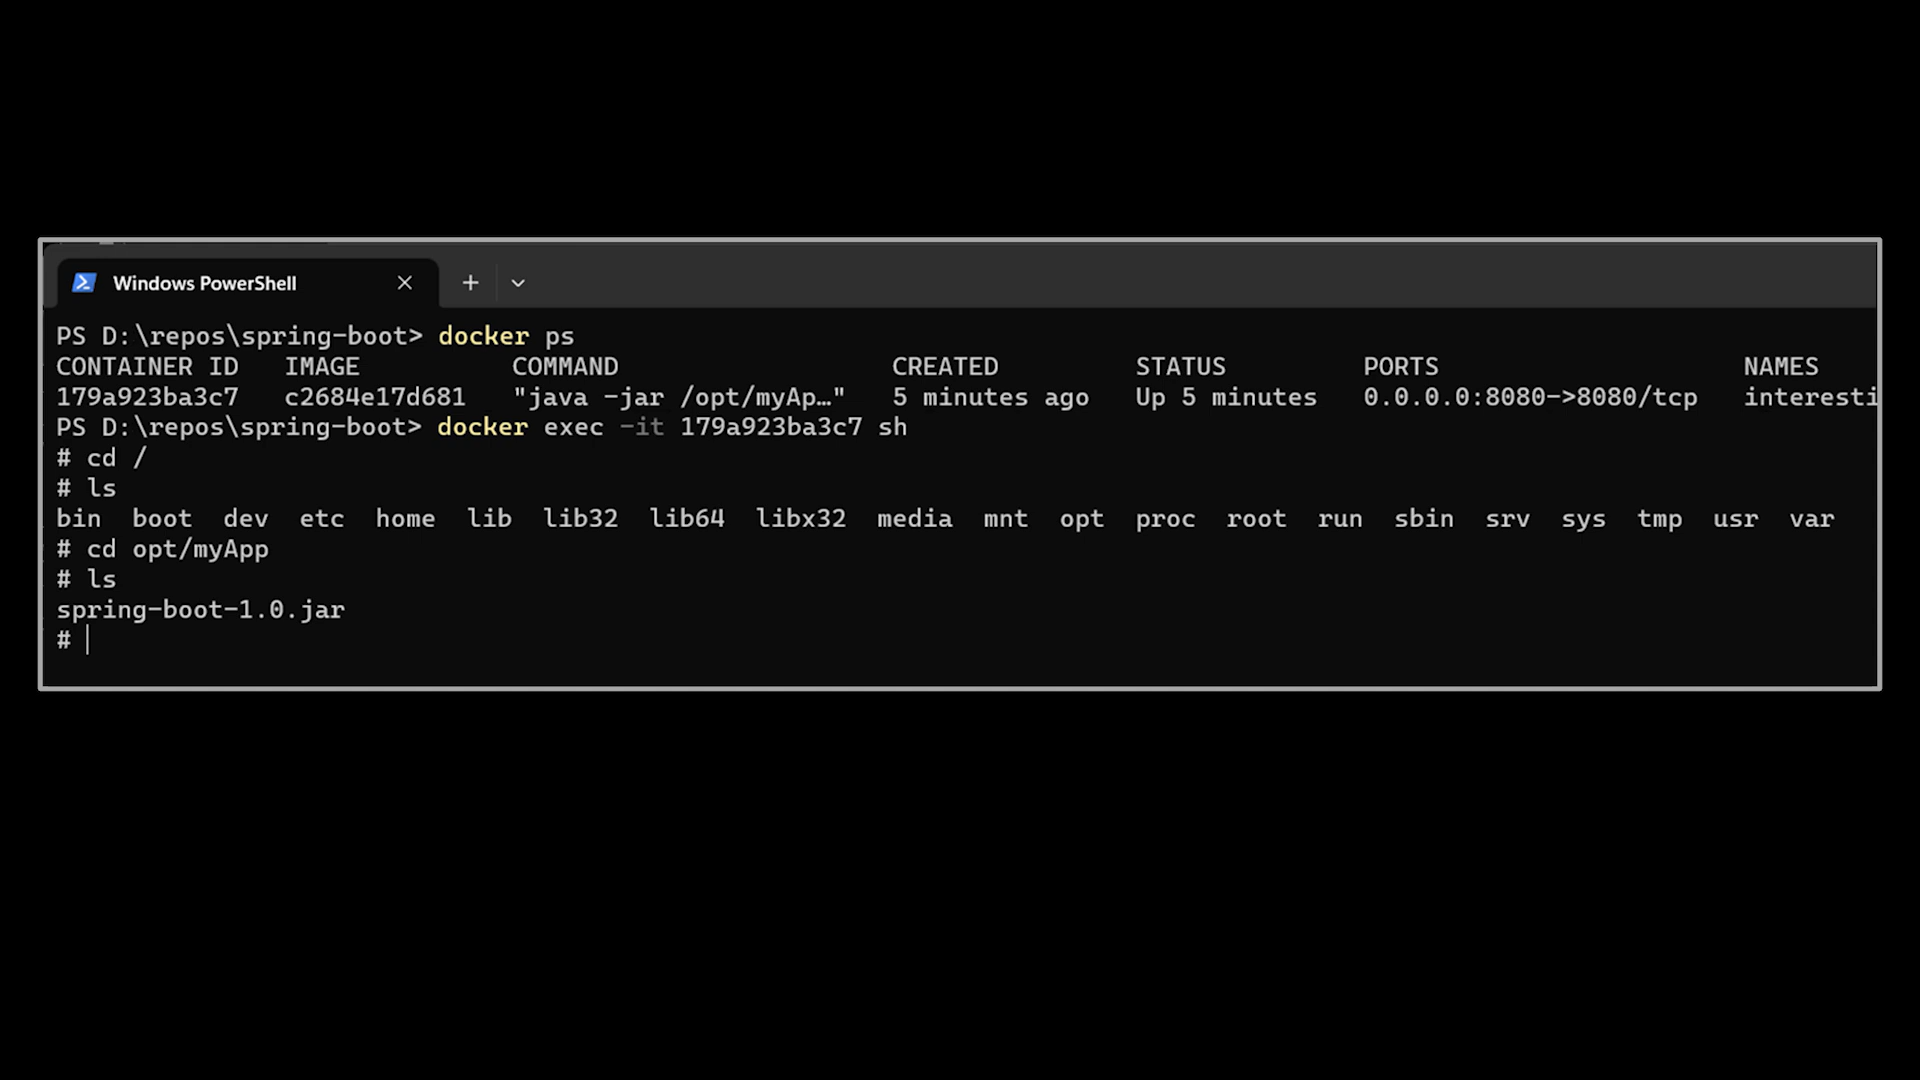 Windows PowerShell
PS D:\repos\spring-boot> docker ps
CONTAINER ID   IMAGE          COMMAND                  CREATED         STATUS         PORTS                    NAMES
179a923ba3c7   c2684e17d681   "java -jar /opt/myAp…"   5 minutes ago   Up 5 minutes   0.0.0.0:8080->8080/tcp   interesti
PS D:\repos\spring-boot> docker exec -it 179a923ba3c7 sh
# cd /
# ls
bin  boot  dev  etc  home  lib  lib32  lib64  libx32  media  mnt  opt  proc  root  run  sbin  srv  sys  tmp  usr  var
# cd opt/myApp
# ls
spring-boot-1.0.jar
#